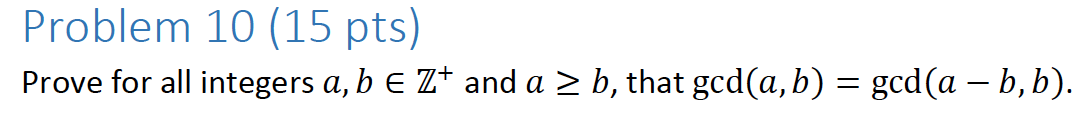 Problem 10 (15 pts)
Prove for all integers 𝑎, 𝑏 ∈ ℤ⁺ and 𝑎 ≥ 𝑏, that gcd(𝑎, 𝑏) = gcd(𝑎 − 𝑏, 𝑏).